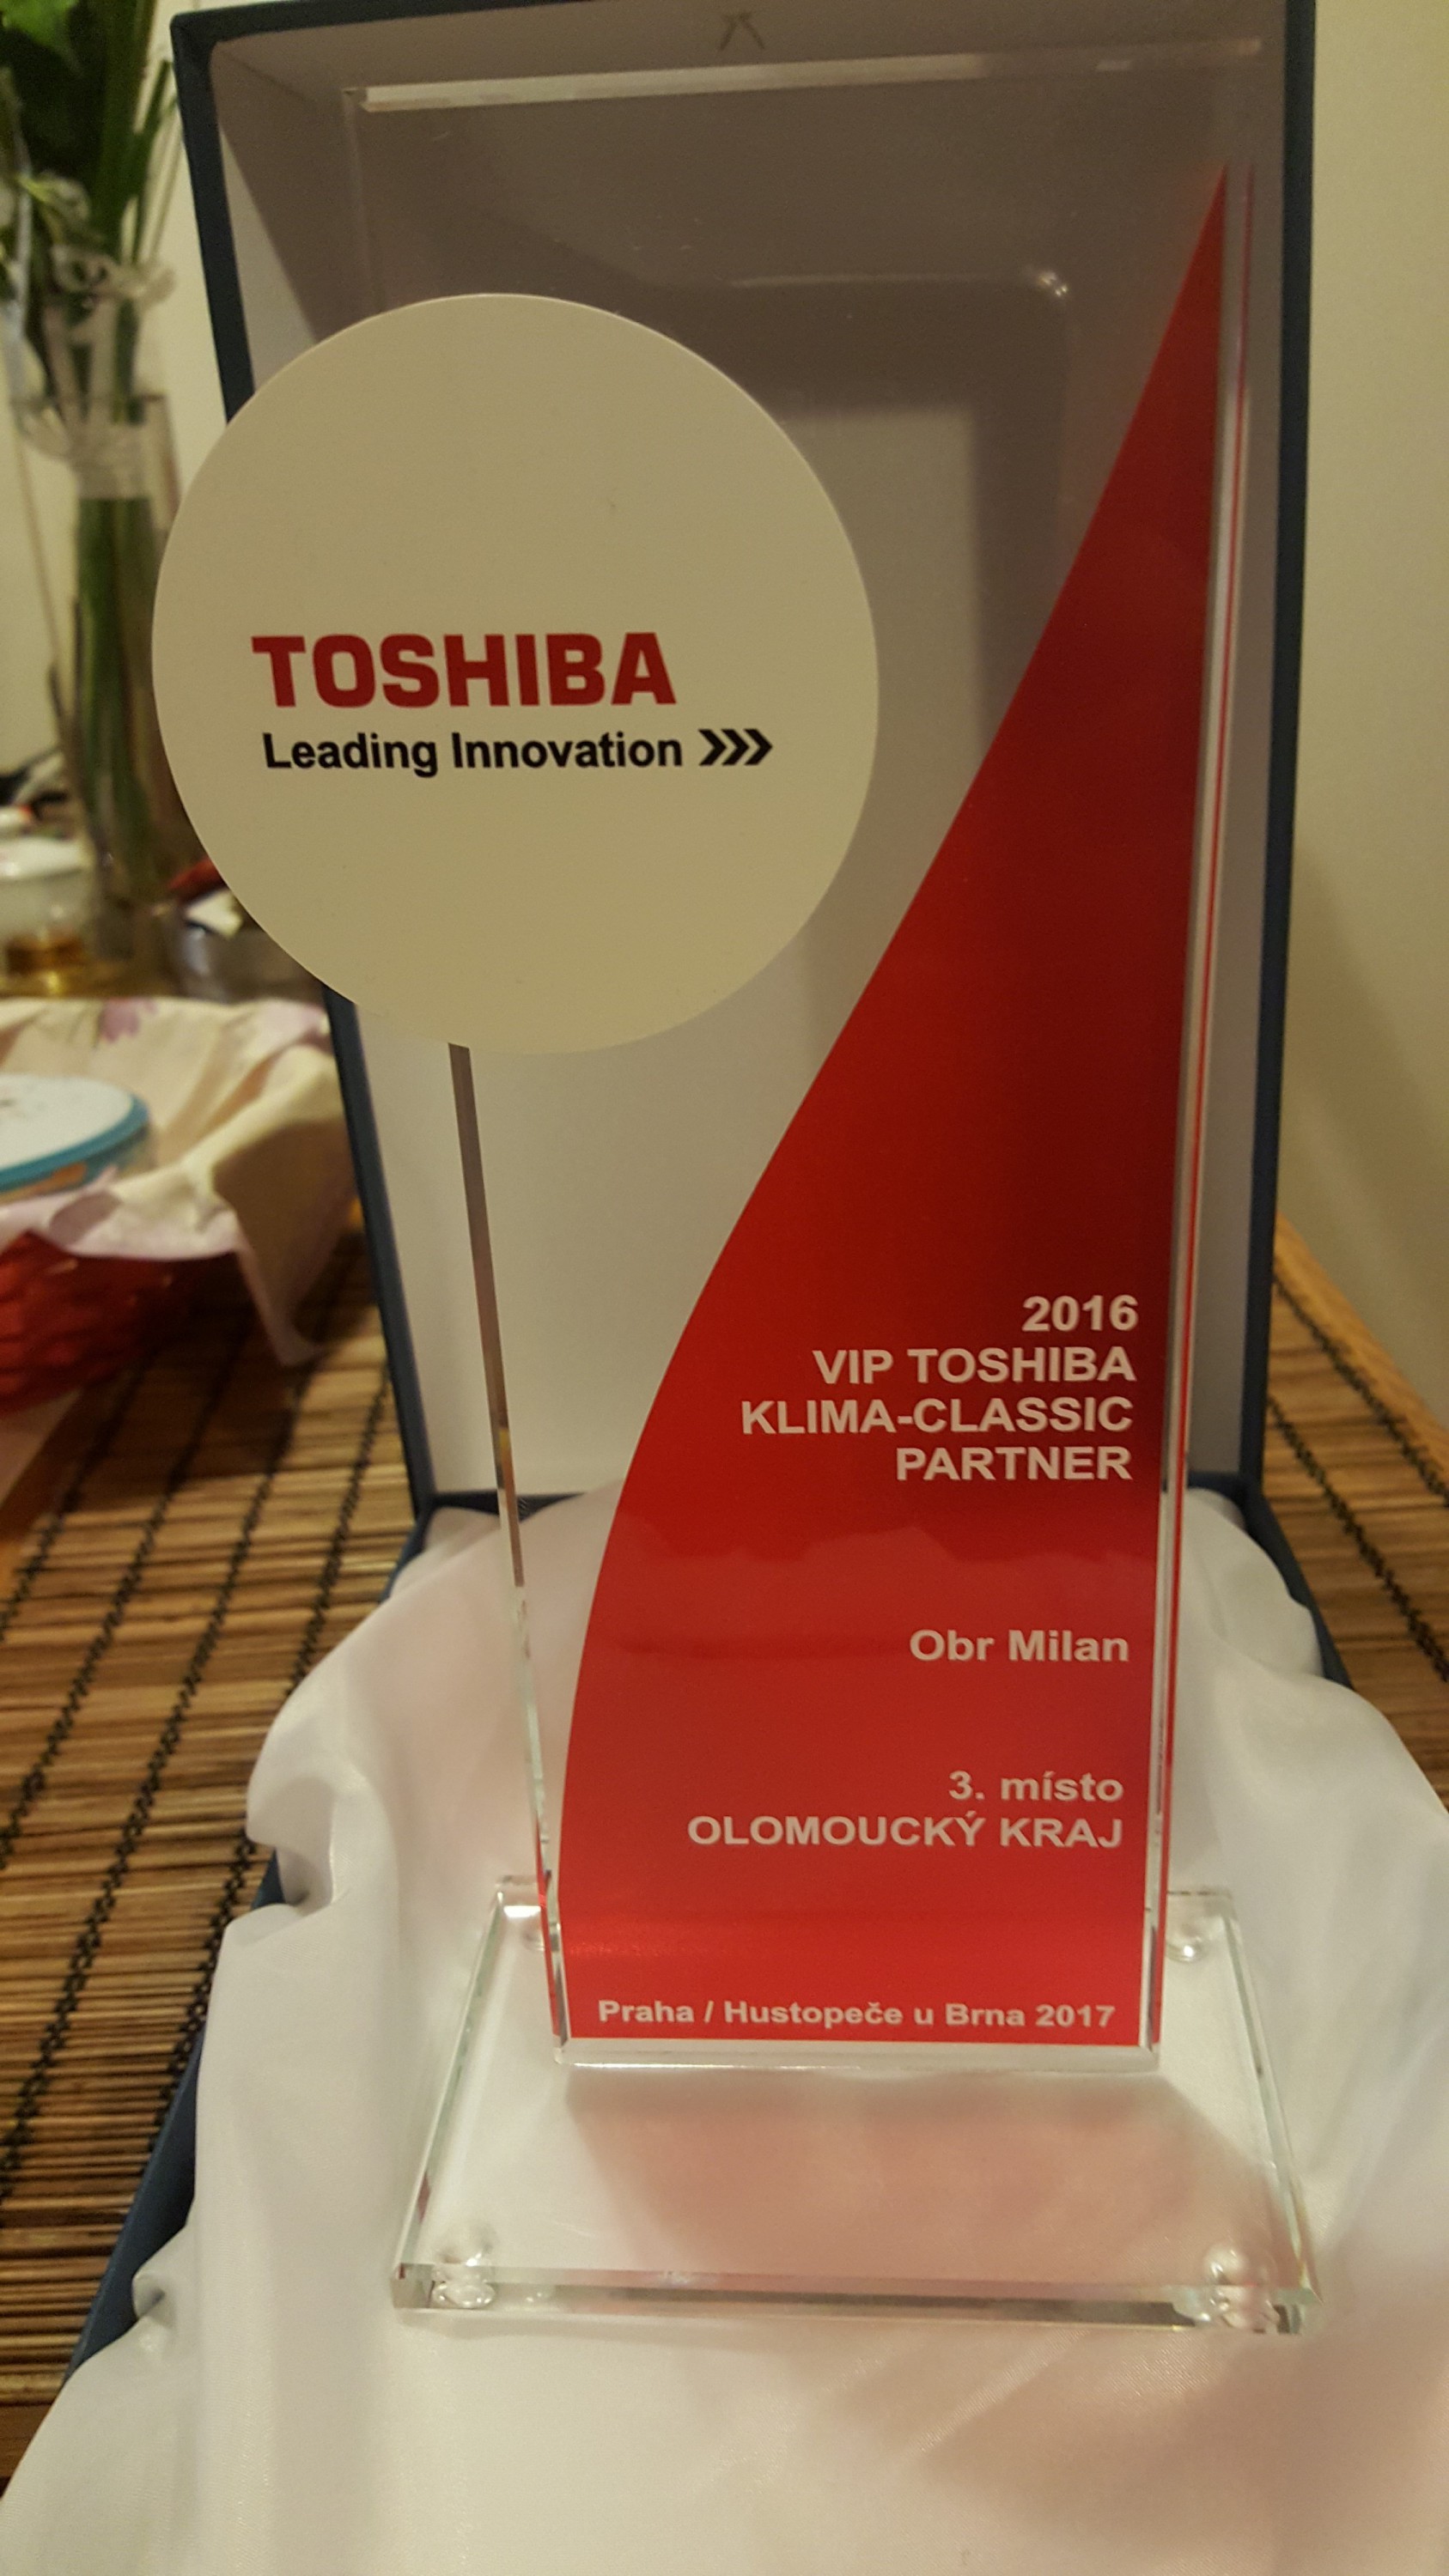 TOSHIBA
Leading Innovation >>>
2016
VIP TOSHIBA
KLIMA-CLASSIC
PARTNER
Obr Milan
3. místo
OLOMOUCKÝ KRAJ
Praha / Hustopeče u Brna 2017